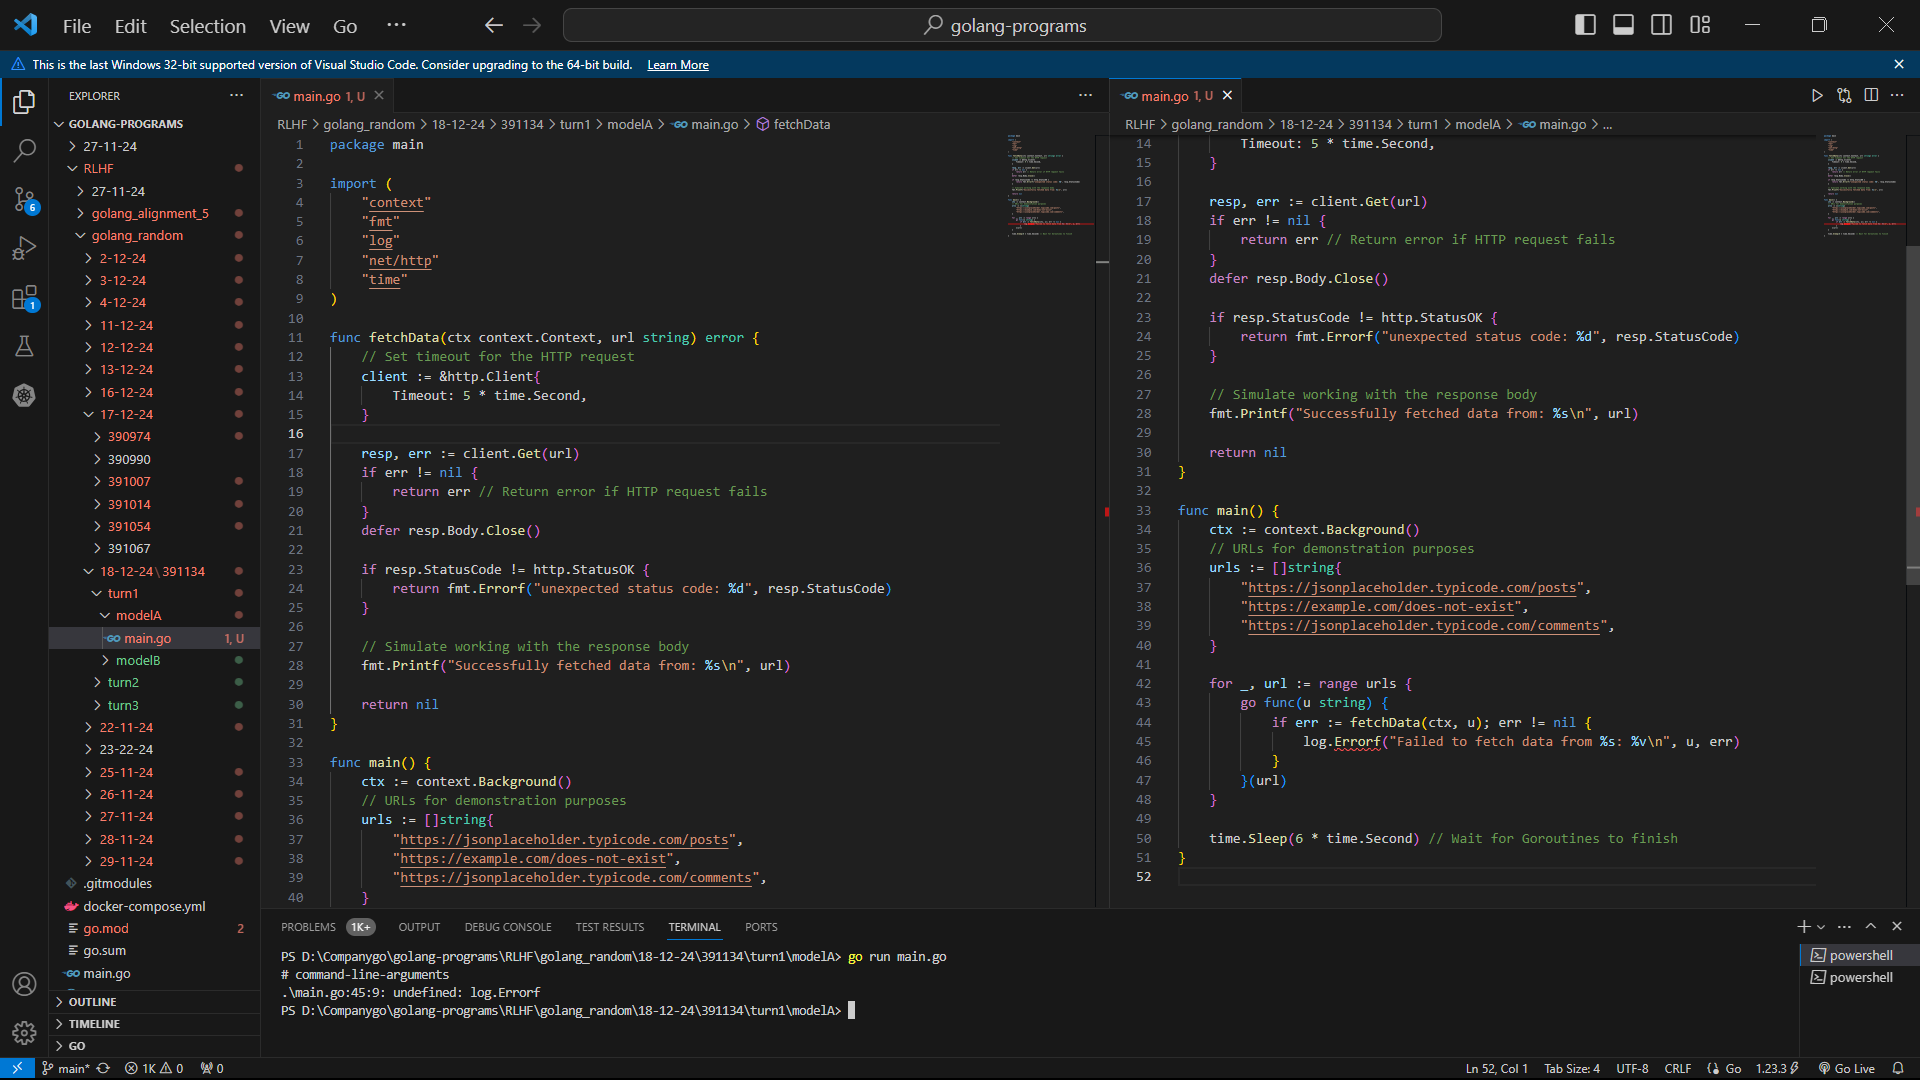 File Edit Selection View Go ··· golang-programs
This is the last Windows 32-bit supported version of Visual Studio Code. Consider upgrading to the 64-bit build. Learn More
EXPLORER
GOLANG-PROGRAMS
27-11-24
RLHF
27-11-24
golang_alignment_5
golang_random
2-12-24
3-12-24
4-12-24
11-12-24
12-12-24
13-12-24
16-12-24
17-12-24
390974
390990
391007
391014
391054
391067
18-12-24\391134
turn1
modelA
main.go 1, U
modelB
turn2
turn3
22-11-24
23-22-24
25-11-24
26-11-24
27-11-24
28-11-24
29-11-24
.gitmodules
docker-compose.yml
go.mod 2
go.sum
main.go
OUTLINE
TIMELINE
GO
6
1
main.go 1, U
RLHF > golang_random > 18-12-24 > 391134 > turn1 > modelA > main.go > fetchData
1 package main
2
3 import (
4 "context"
5 "fmt"
6 "log"
7 "net/http"
8 "time"
9 )
10
11 func fetchData(ctx context.Context, url string) error {
12 // Set timeout for the HTTP request
13 client := &http.Client{
14 Timeout: 5 * time.Second,
15 }
16
17 resp, err := client.Get(url)
18 if err != nil {
19 return err // Return error if HTTP request fails
20 }
21 defer resp.Body.Close()
22
23 if resp.StatusCode != http.StatusOK {
24 return fmt.Errorf("unexpected status code: %d", resp.StatusCode)
25 }
26
27 // Simulate working with the response body
28 fmt.Printf("Successfully fetched data from: %s\n", url)
29
30 return nil
31 }
32
33 func main() {
34 ctx := context.Background()
35 // URLs for demonstration purposes
36 urls := []string{
37 "https://jsonplaceholder.typicode.com/posts",
38 "https://example.com/does-not-exist",
39 "https://jsonplaceholder.typicode.com/comments",
40 }
main.go 1, U
RLHF > golang_random > 18-12-24 > 391134 > turn1 > modelA > main.go > ...
14 Timeout: 5 * time.Second,
15 }
16
17 resp, err := client.Get(url)
18 if err != nil {
19 return err // Return error if HTTP request fails
20 }
21 defer resp.Body.Close()
22
23 if resp.StatusCode != http.StatusOK {
24 return fmt.Errorf("unexpected status code: %d", resp.StatusCode)
25 }
26
27 // Simulate working with the response body
28 fmt.Printf("Successfully fetched data from: %s\n", url)
29
30 return nil
31 }
32
33 func main() {
34 ctx := context.Background()
35 // URLs for demonstration purposes
36 urls := []string{
37 "https://jsonplaceholder.typicode.com/posts",
38 "https://example.com/does-not-exist",
39 "https://jsonplaceholder.typicode.com/comments",
40 }
41
42 for _, url := range urls {
43 go func(u string) {
44 if err := fetchData(ctx, u); err != nil {
45 log.Errorf("Failed to fetch data from %s: %v\n", u, err)
46 }
47 }(url)
48 }
49
50 time.Sleep(6 * time.Second) // Wait for Goroutines to finish
51 }
52
PROBLEMS 1K+ OUTPUT DEBUG CONSOLE TEST RESULTS TERMINAL PORTS
PS D:\Companygo\golang-programs\RLHF\golang_random\18-12-24\391134\turn1\modelA> go run main.go
# command-line-arguments
.\main.go:45:9: undefined: log.Errorf
PS D:\Companygo\golang-programs\RLHF\golang_random\18-12-24\391134\turn1\modelA>
powershell
powershell
main* 1K 0 0 Ln 52, Col 1 Tab Size: 4 UTF-8 CRLF Go 1.23.3 Go Live